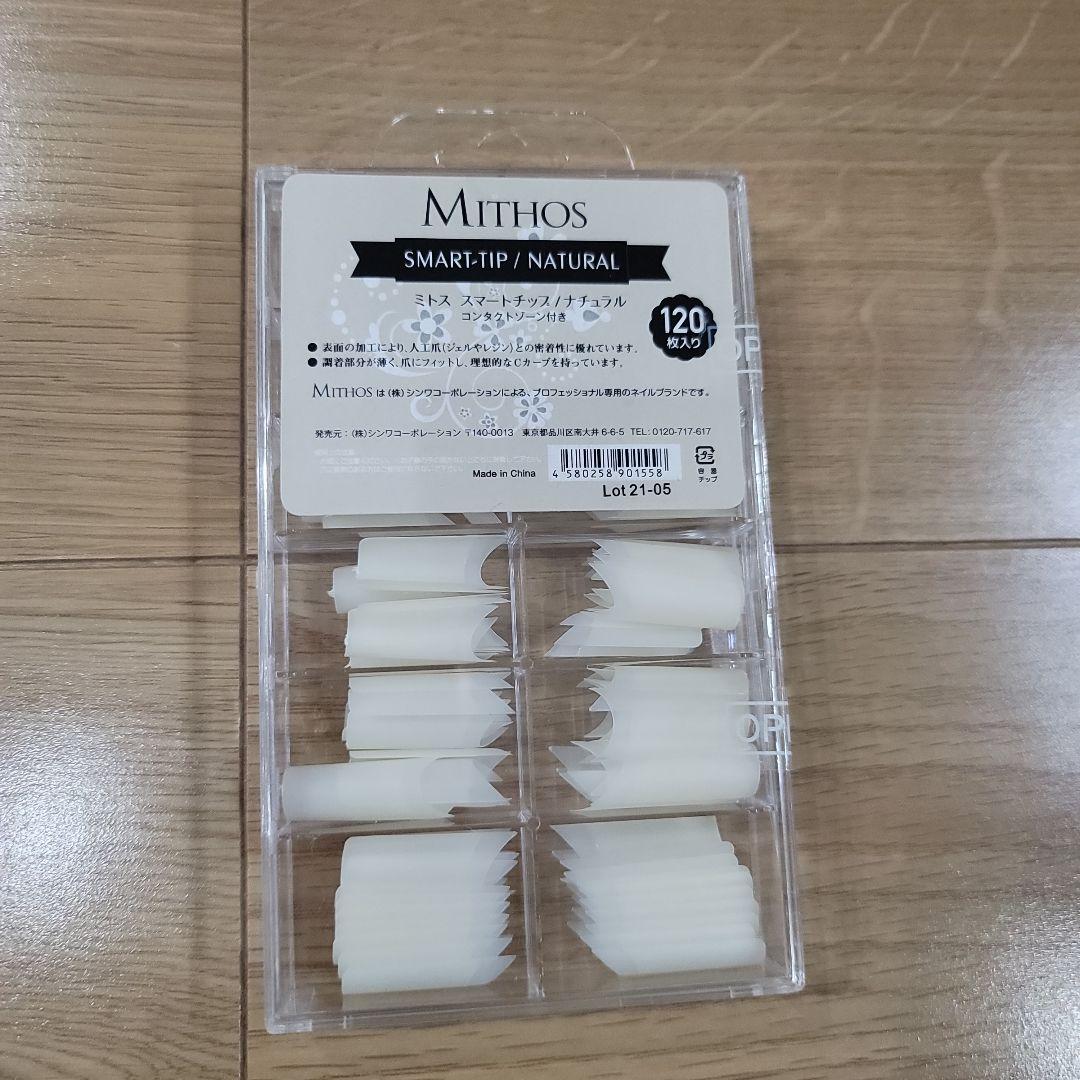 MITHOS
SMART-TIP / NATURAL
ミトス スマートチップ/ナチュラル
コンタクトゾーン付き
120
枚入り
● 表面の加工により、人工爪(ジェルやレジン)との密着性に優れています。
● 調着部分が薄く、爪にフィットし、理想的なCカーブを持っています。
MITHOS は (株) シンワコーポレーションによる、プロフェッショナル専用のネイルブランドです。
発売元：(株)シンワコーポレーション 〒140-0013 東京都品川区南大井 6-6-5 TEL: 0120-717-617
Made in China
4 580258 901558
プラ
容器
チップ
Lot 21-05
OP
OP